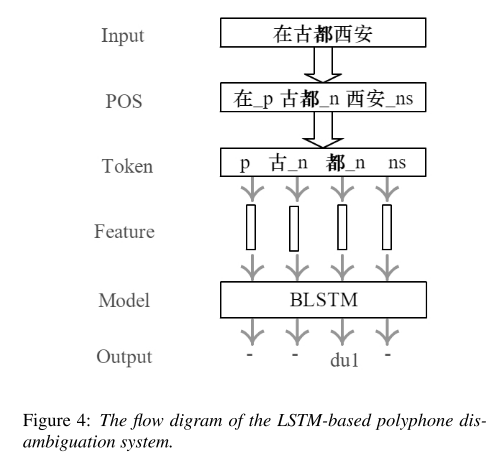 Input 在古都西安
POS 在_p 古都_n 西安_ns
Token p 古_n 都_n ns
Feature
Model BLSTM
Output - - du1 -
Figure 4: The flow digram of the LSTM-based polyphone dis-
ambiguation system.